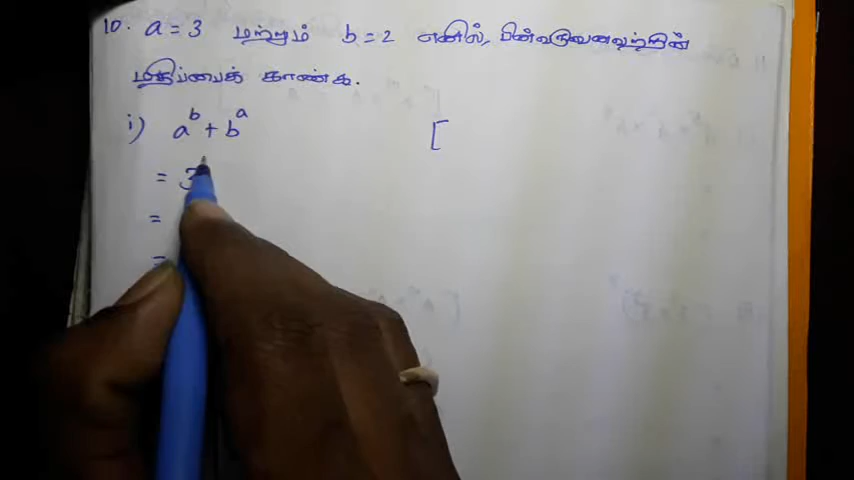 10. a = 3 மற்றும் b = 2 எனில், பின்வருவனவற்றின்
மதிப்பைக் காண்க.
i) a^b + b^a [
= 3
=
=